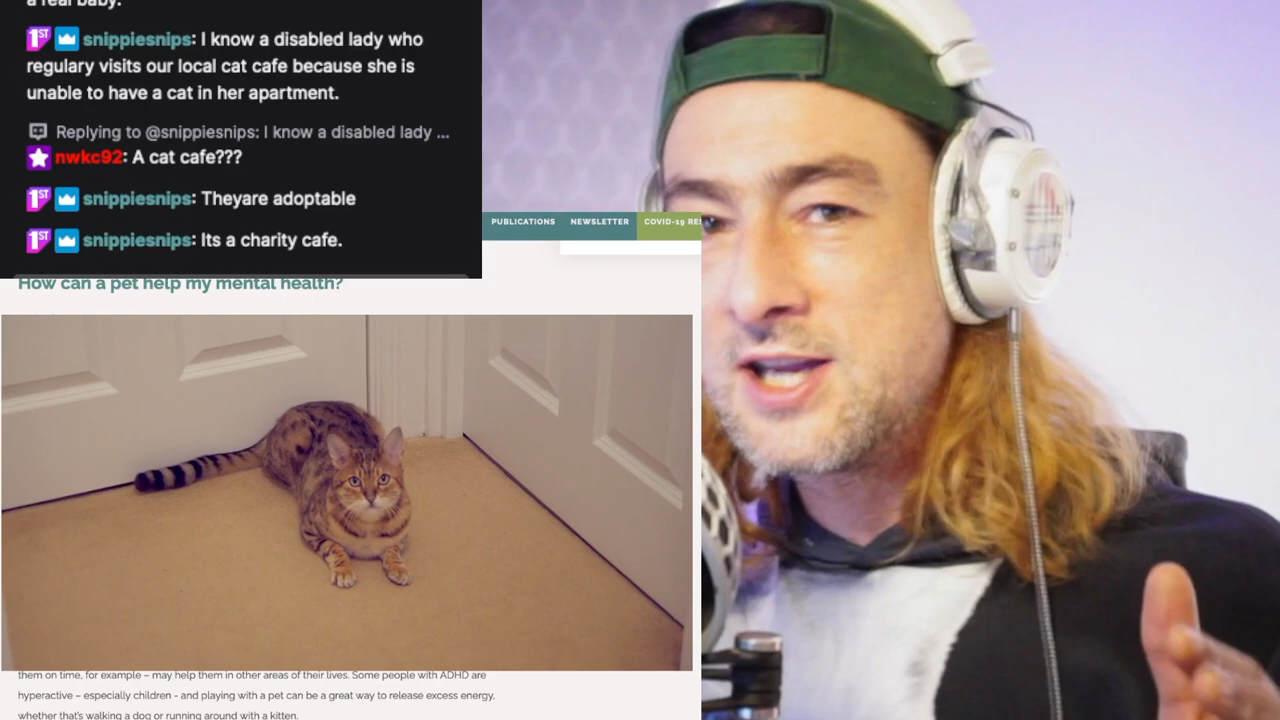 a real baby.
1ST snippiesnips: I know a disabled lady who
regulary visits our local cat cafe because she is
unable to have a cat in her apartment.
Replying to @snippiesnips: I know a disabled lady ...
nwkc92: A cat cafe???
1ST snippiesnips: Theyare adoptable
1ST snippiesnips: Its a charity cafe.
PUBLICATIONS NEWSLETTER COVID-19 RES
How can a pet help my mental health?
them on time, for example – may help them in other areas of their lives. Some people with ADHD are
hyperactive – especially children - and playing with a pet can be a great way to release excess energy,
whether that's walking a dog or running around with a kitten.